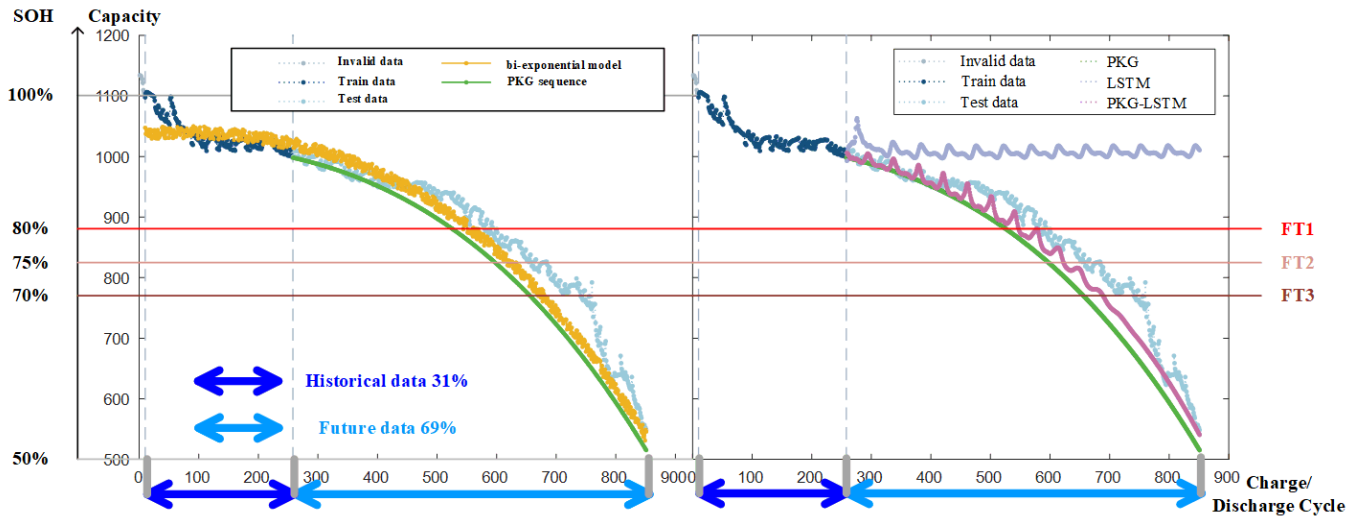 SOH
Capacity
1200
100%
1100
1000
900
80%
75%
800
70%
700
600
50%
500
Invalid data
Train data
Test data
bi-exponential model
PKG sequence
Historical data 31%
Future data 69%
0 100 200 300 400 500 600 700 800 900
Invalid data
Train data
Test data
PKG
LSTM
PKG-LSTM
FT1
FT2
FT3
100 200 300 400 500 600 700 800 900
Charge/
Discharge Cycle